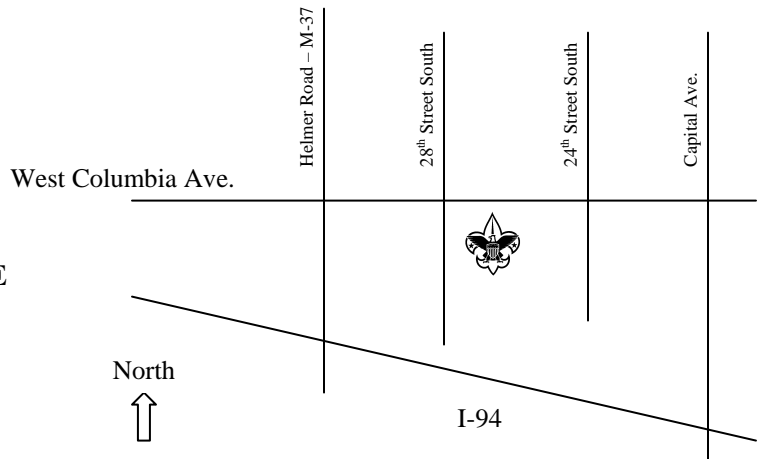 Helmer Road – M-37
28th Street South
24th Street South
Capital Ave.
West Columbia Ave.
E
North
I-94